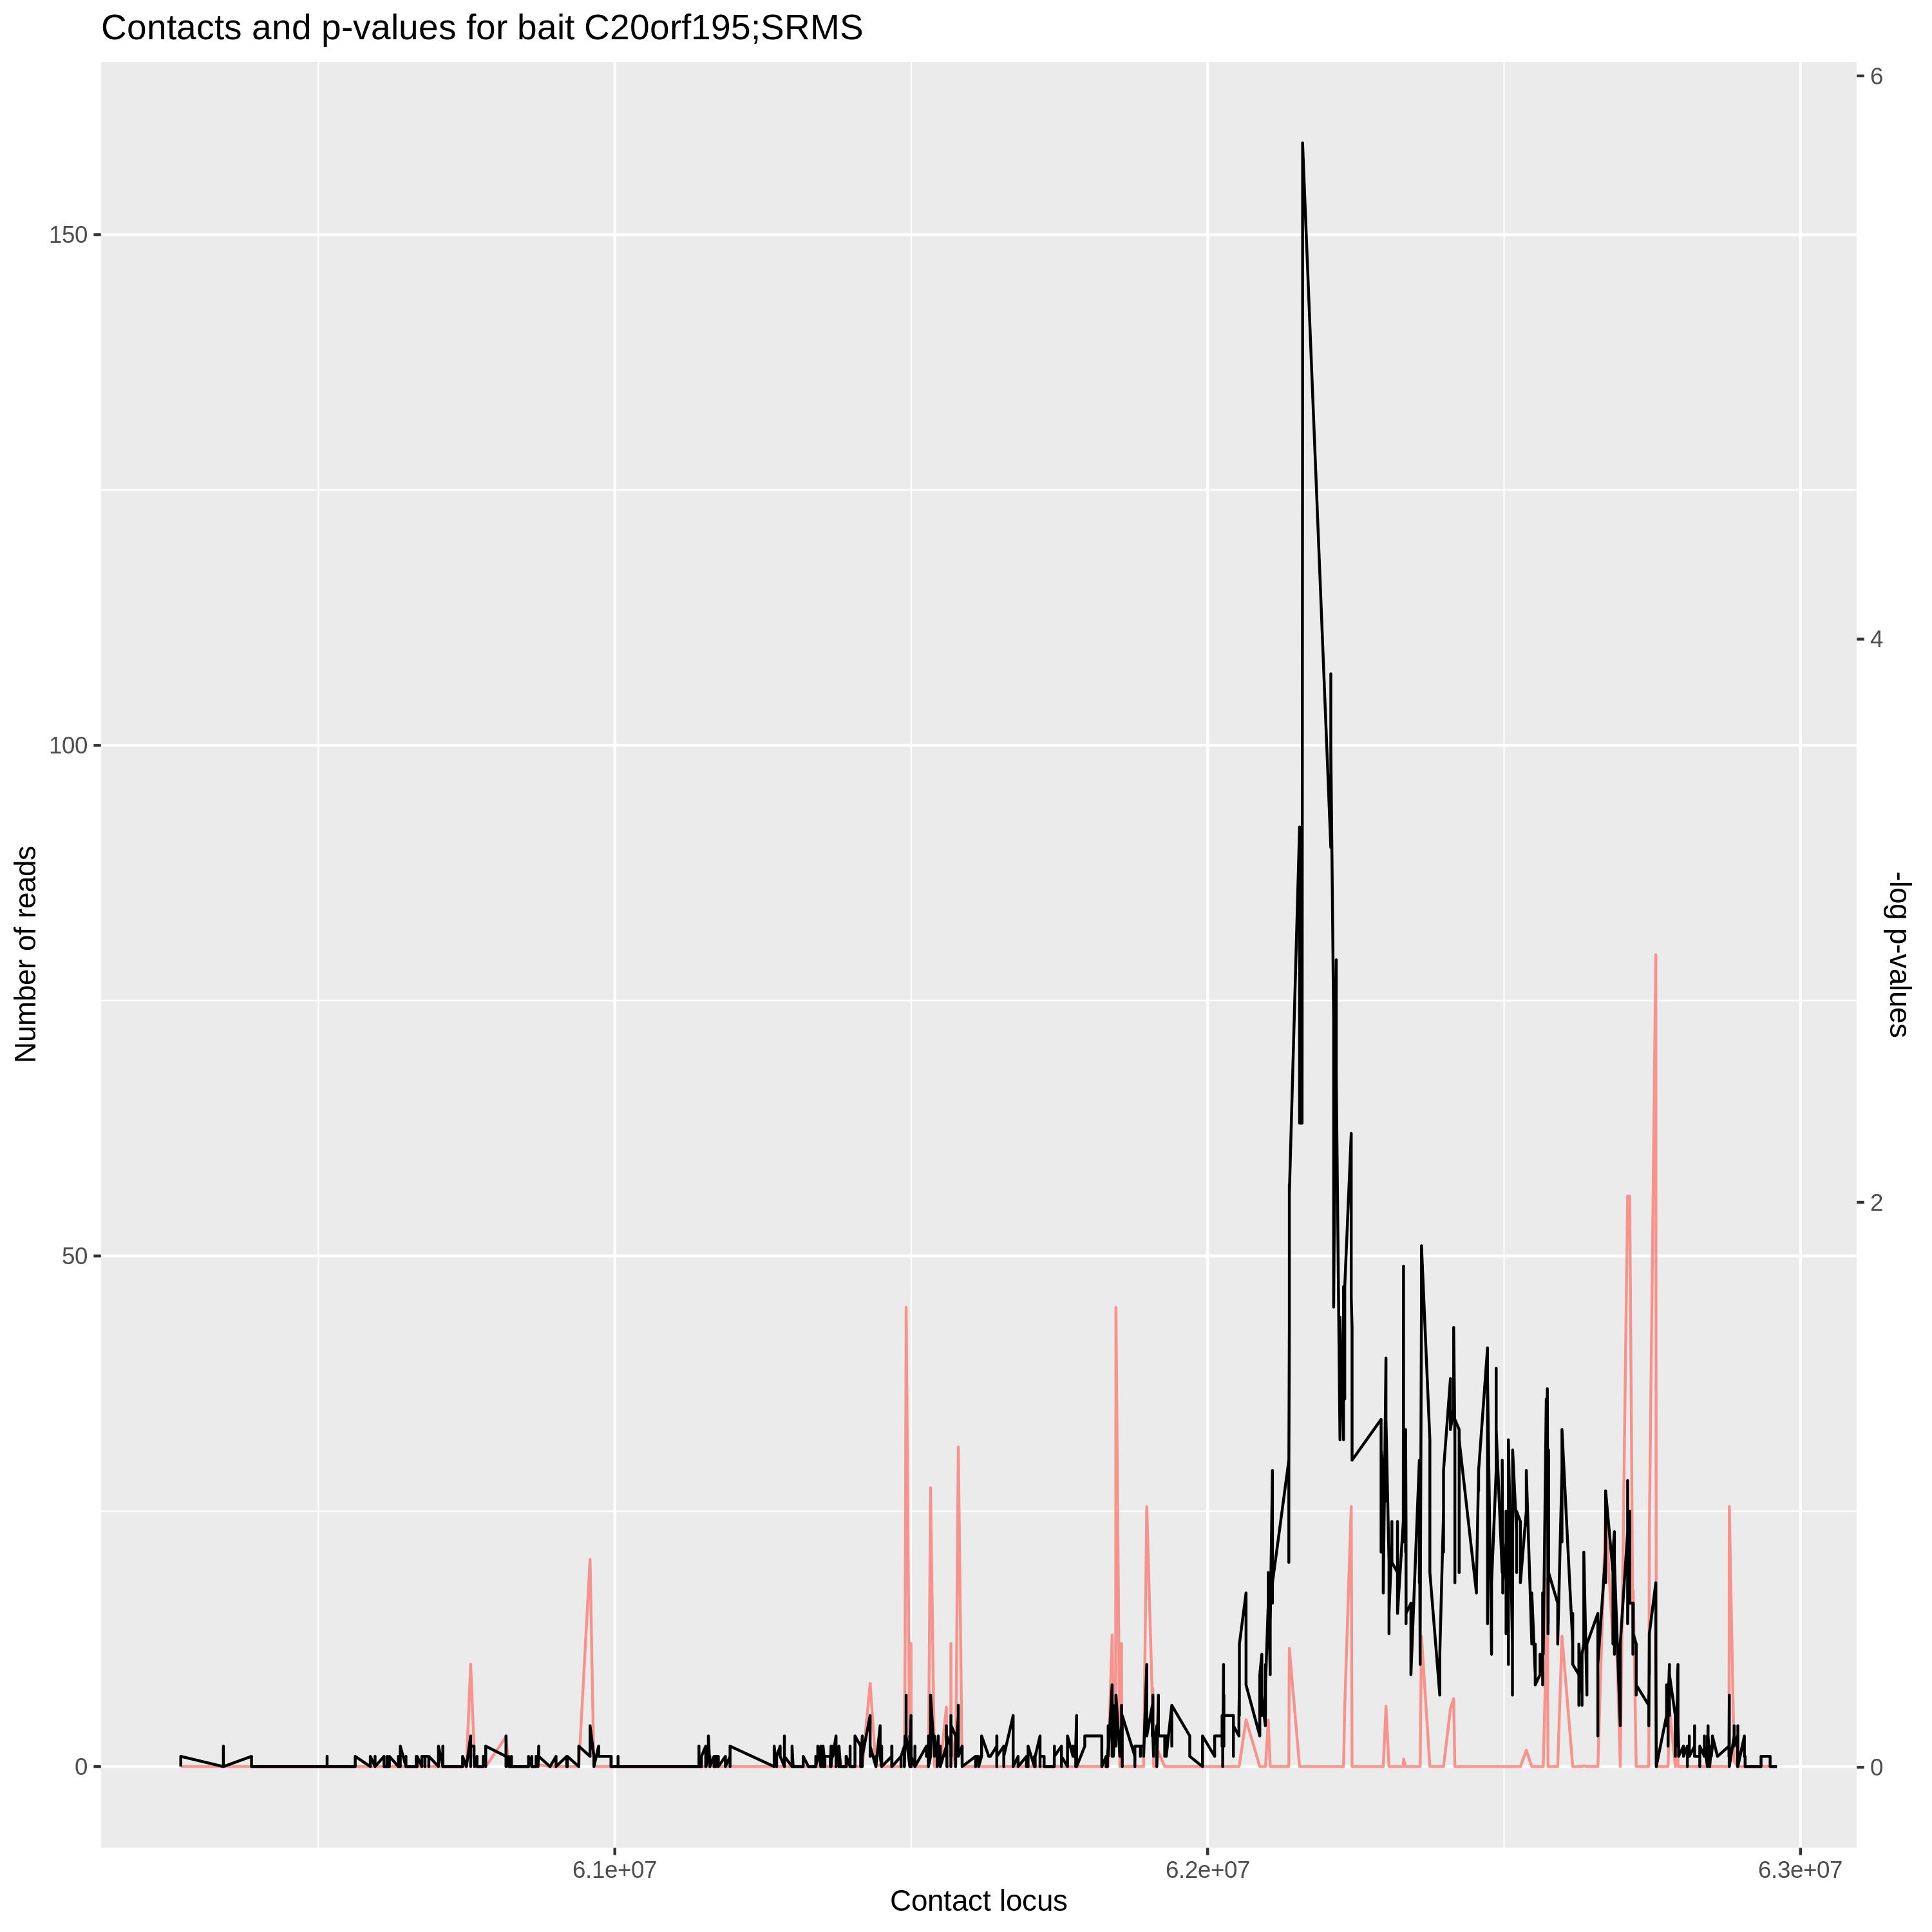 Contacts and p-values for bait C20orf195;SRMS
150
100
50
0
Number of reads
6
4
2
0
-log p-values
6.1e+07
6.2e+07
6.3e+07
Contact locus